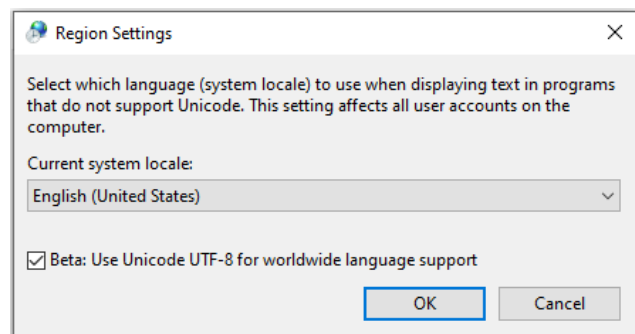 Region Settings
Select which language (system locale) to use when displaying text in programs
that do not support Unicode. This setting affects all user accounts on the
computer.
Current system locale:
English (United States)
Beta: Use Unicode UTF-8 for worldwide language support
OK Cancel